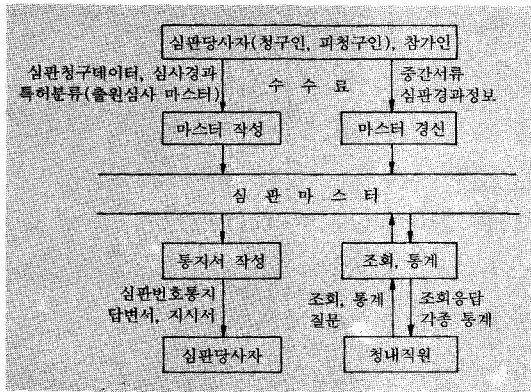 심판당사자(청구인, 피청구인), 참가인
심판청구데이터, 심사경과
특허분류(출원심사 마스터)
수 수 료
중간서류
심판경과정보
마스터 작성
마스터 경신
심 판 마 스 터
통지서 작성
조회, 통계
심판번호통지
답변서, 지시서
조회, 통계
질문
조회응답
각종 통계
심판당사자
청내직원